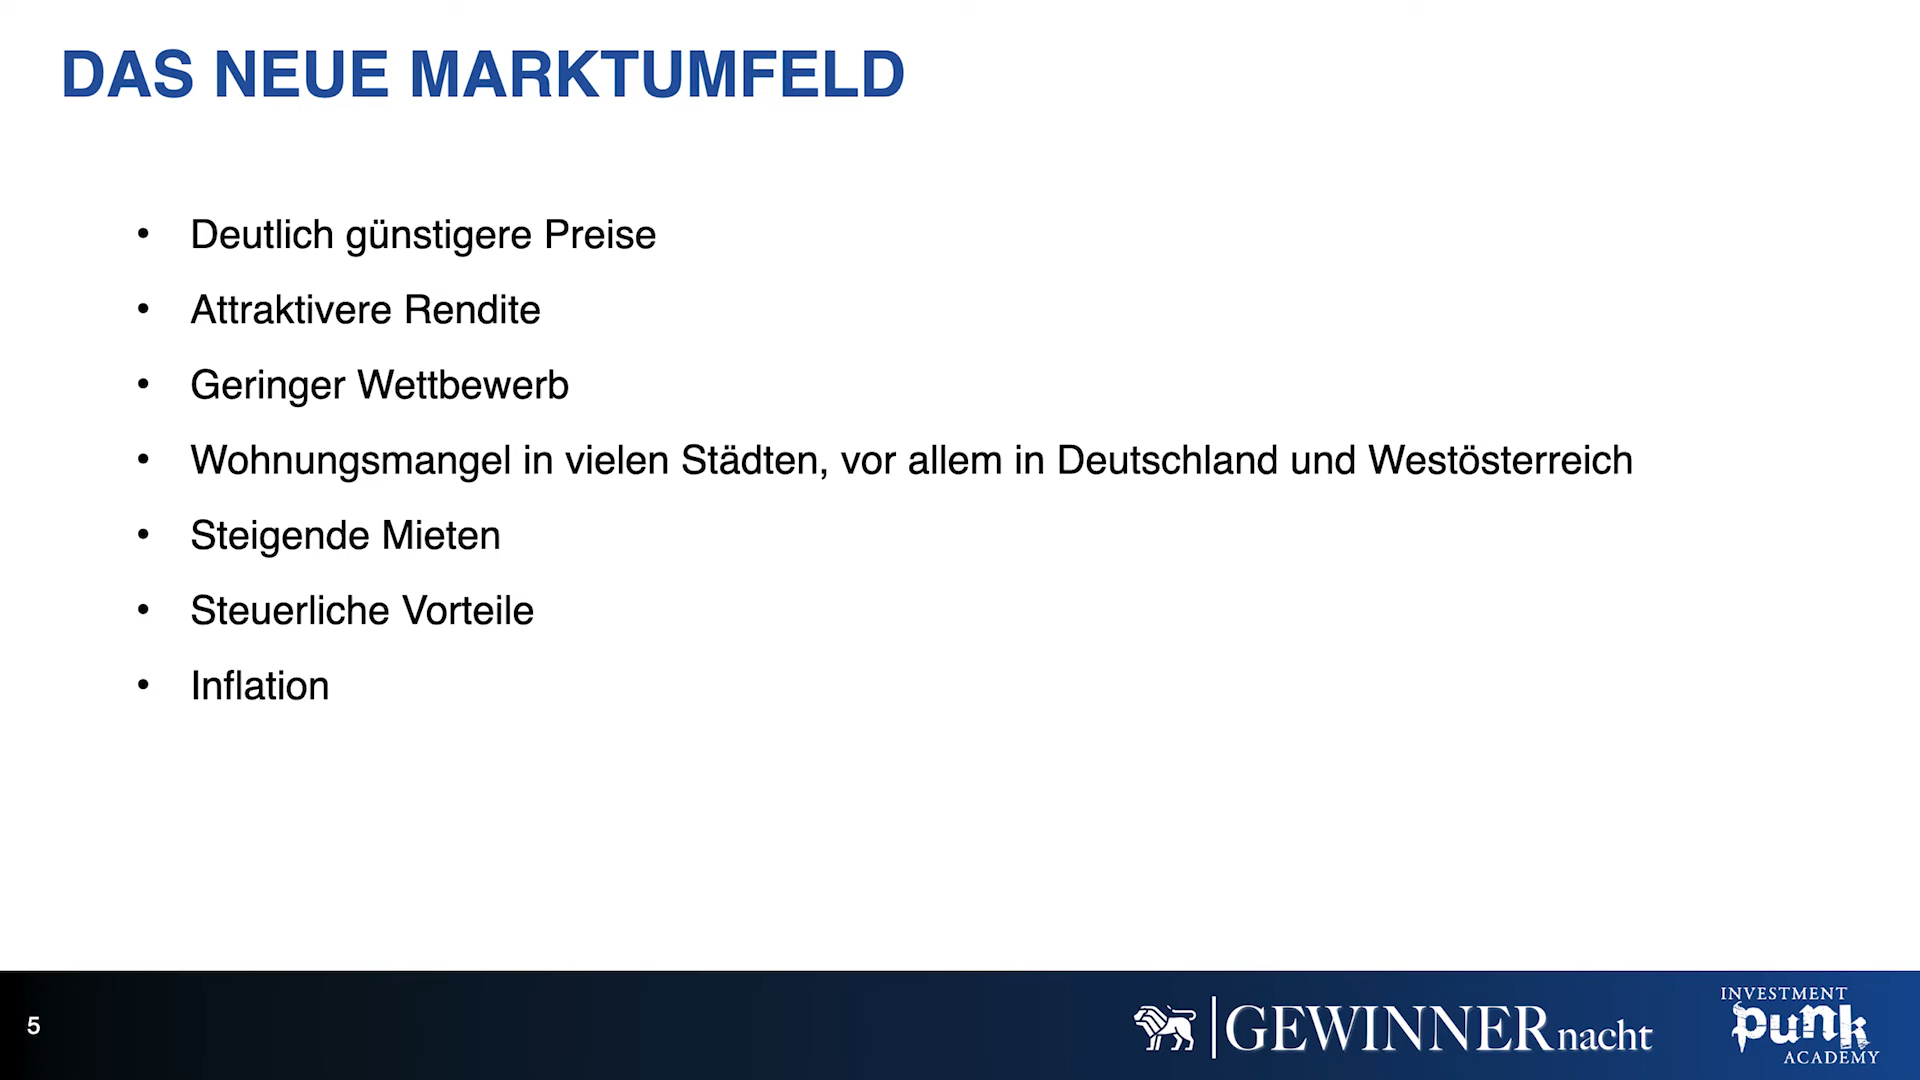 DAS NEUE MARKTUMFELD
• Deutlich günstigere Preise
• Attraktivere Rendite
• Geringer Wettbewerb
• Wohnungsmangel in vielen Städten, vor allem in Deutschland und Westösterreich
• Steigende Mieten
• Steuerliche Vorteile
• Inflation
5
GEWINNERnacht
INVESTMENT
punk
ACADEMY